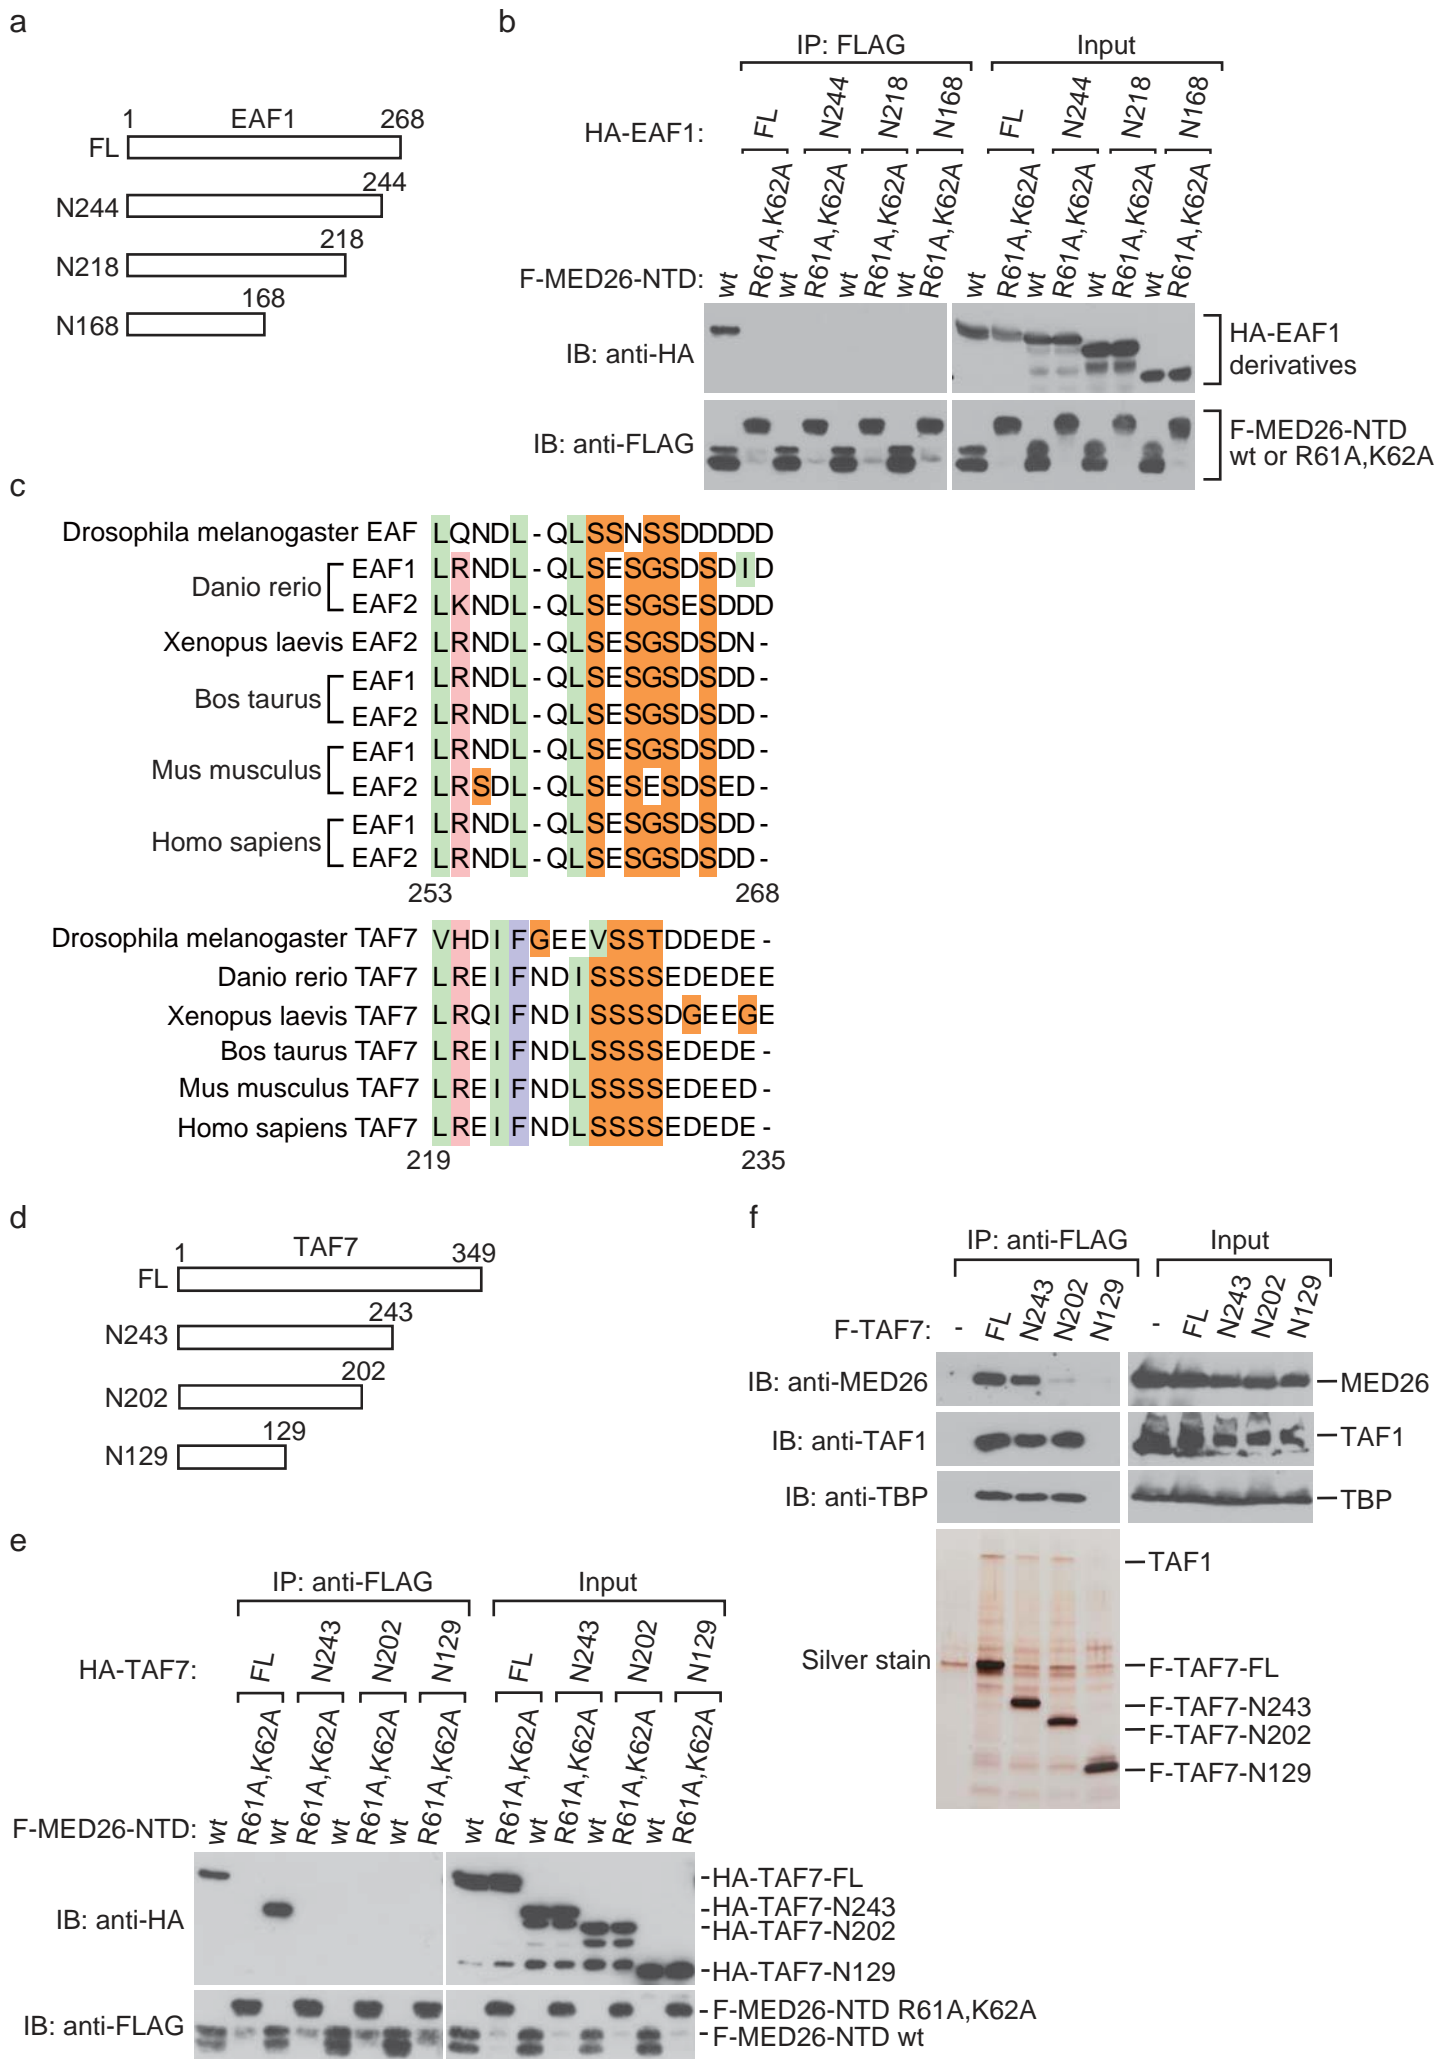 a
1 EAF1 268
FL
244
N244
218
N218
168
N168
b
IP: FLAG Input
HA-EAF1: FL N244 N218 N168 FL N244 N218 N168
F-MED26-NTD: wt R61A,K62A wt R61A,K62A wt R61A,K62A wt R61A,K62A wt R61A,K62A wt R61A,K62A wt R61A,K62A wt R61A,K62A
IB: anti-HA
HA-EAF1
derivatives
IB: anti-FLAG
F-MED26-NTD
wt or R61A,K62A
c
Drosophila melanogaster EAF LQNDL-QLSSNSSDDDDD
Danio rerio
EAF1 LRNDL-QLSESGSDSDID
EAF2 LKNDL-QLSESGSESDDD
Xenopus laevis EAF2 LRNDL-QLSESGSDSDN-
Bos taurus
EAF1 LRNDL-QLSESGSDSDD-
EAF2 LRNDL-QLSESGSDSDD-
Mus musculus
EAF1 LRNDL-QLSESGSDSDD-
EAF2 LRSDL-QLSESESDSED-
Homo sapiens
EAF1 LRNDL-QLSESGSDSDD-
EAF2 LRNDL-QLSESGSDSDD-
253 268
Drosophila melanogaster TAF7 VHDIFGEEVSSTDDEDE-
Danio rerio TAF7 LREIFNDISSSSEDEDEE
Xenopus laevis TAF7 LRQIFNDISSSSDGEEGE
Bos taurus TAF7 LREIFNDLSSSSEDEDE-
Mus musculus TAF7 LREIFNDLSSSSEDEED-
Homo sapiens TAF7 LREIFNDLSSSSEDEDE-
219 235
d
1 TAF7 349
FL
243
N243
202
N202
129
N129
e
IP: anti-FLAG Input
HA-TAF7: FL N243 N202 N129 FL N243 N202 N129
F-MED26-NTD: wt R61A,K62A wt R61A,K62A wt R61A,K62A wt R61A,K62A wt R61A,K62A wt R61A,K62A wt R61A,K62A wt R61A,K62A
IB: anti-HA
-HA-TAF7-FL
-HA-TAF7-N243
-HA-TAF7-N202
-HA-TAF7-N129
IB: anti-FLAG
-F-MED26-NTD R61A,K62A
-F-MED26-NTD wt
f
IP: anti-FLAG Input
F-TAF7: - FL N243 N202 N129 - FL N243 N202 N129
IB: anti-MED26 MED26
IB: anti-TAF1 TAF1
IB: anti-TBP TBP
TAF1
Silver stain
F-TAF7-FL
F-TAF7-N243
F-TAF7-N202
F-TAF7-N129